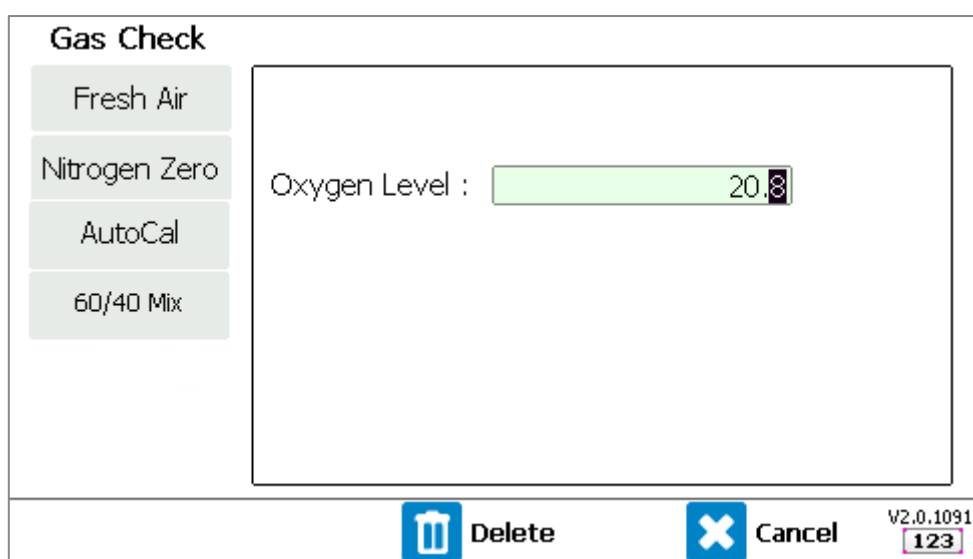 Gas Check
Fresh Air
Nitrogen Zero
AutoCal
60/40 Mix
Oxygen Level : 20.8
Delete
Cancel
V2.0.1091
123